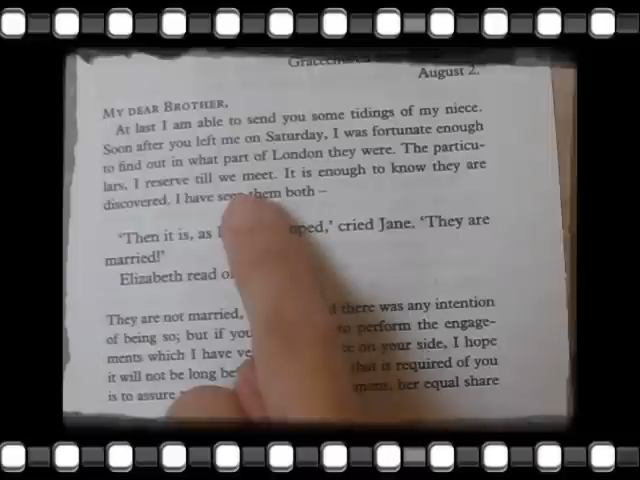 August 2.
MY DEAR BROTHER,
At last I am able to send you some tidings of my niece.
Soon after you left me on Saturday, I was fortunate enough
to find out in what part of London they were. The particu-
lars, I reserve till we meet. It is enough to know they are
discovered, I have seen them both –
‘Then it is, as I oped,’ cried Jane. ‘They are
married!’
Elizabeth read o
They are not married, d there was any intention
of being so; but if you to perform the engage-
ments which I have ve on your side, I hope
it will not be long be that is required of you
is to assure her equal share